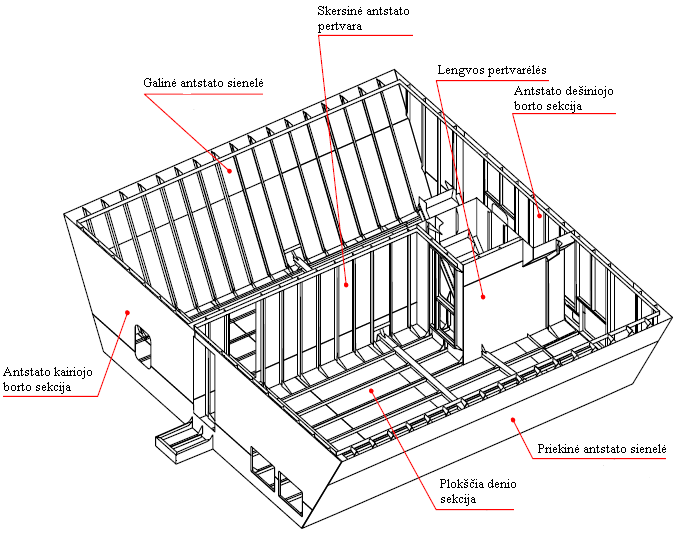 Skersinė antstato
pertvara
Galinė antstato sienelė
Lengvos pertvarėlės
Antstato dešiniojo
borto sekcija
Antstato kairiojo
borto sekcija
Priekinė antstato sienelė
Plokščia denio
sekcija